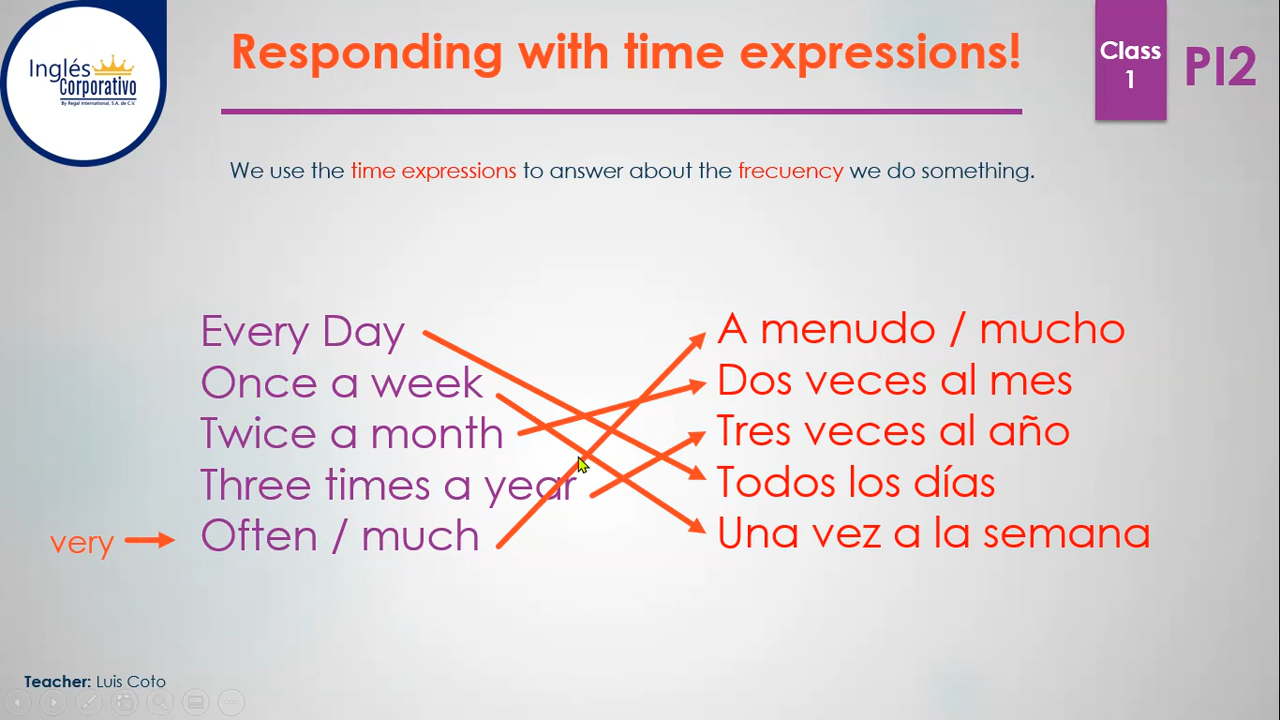 Inglés
Corporativo
By Regal International, S.A. de C.V.
Responding with time expressions!
Class
1
PI2
We use the time expressions to answer about the frecuency we do something.
Every Day
Once a week
Twice a month
Three times a year
very
Often / much
A menudo / mucho
Dos veces al mes
Tres veces al año
Todos los días
Una vez a la semana
Teacher: Luis Coto